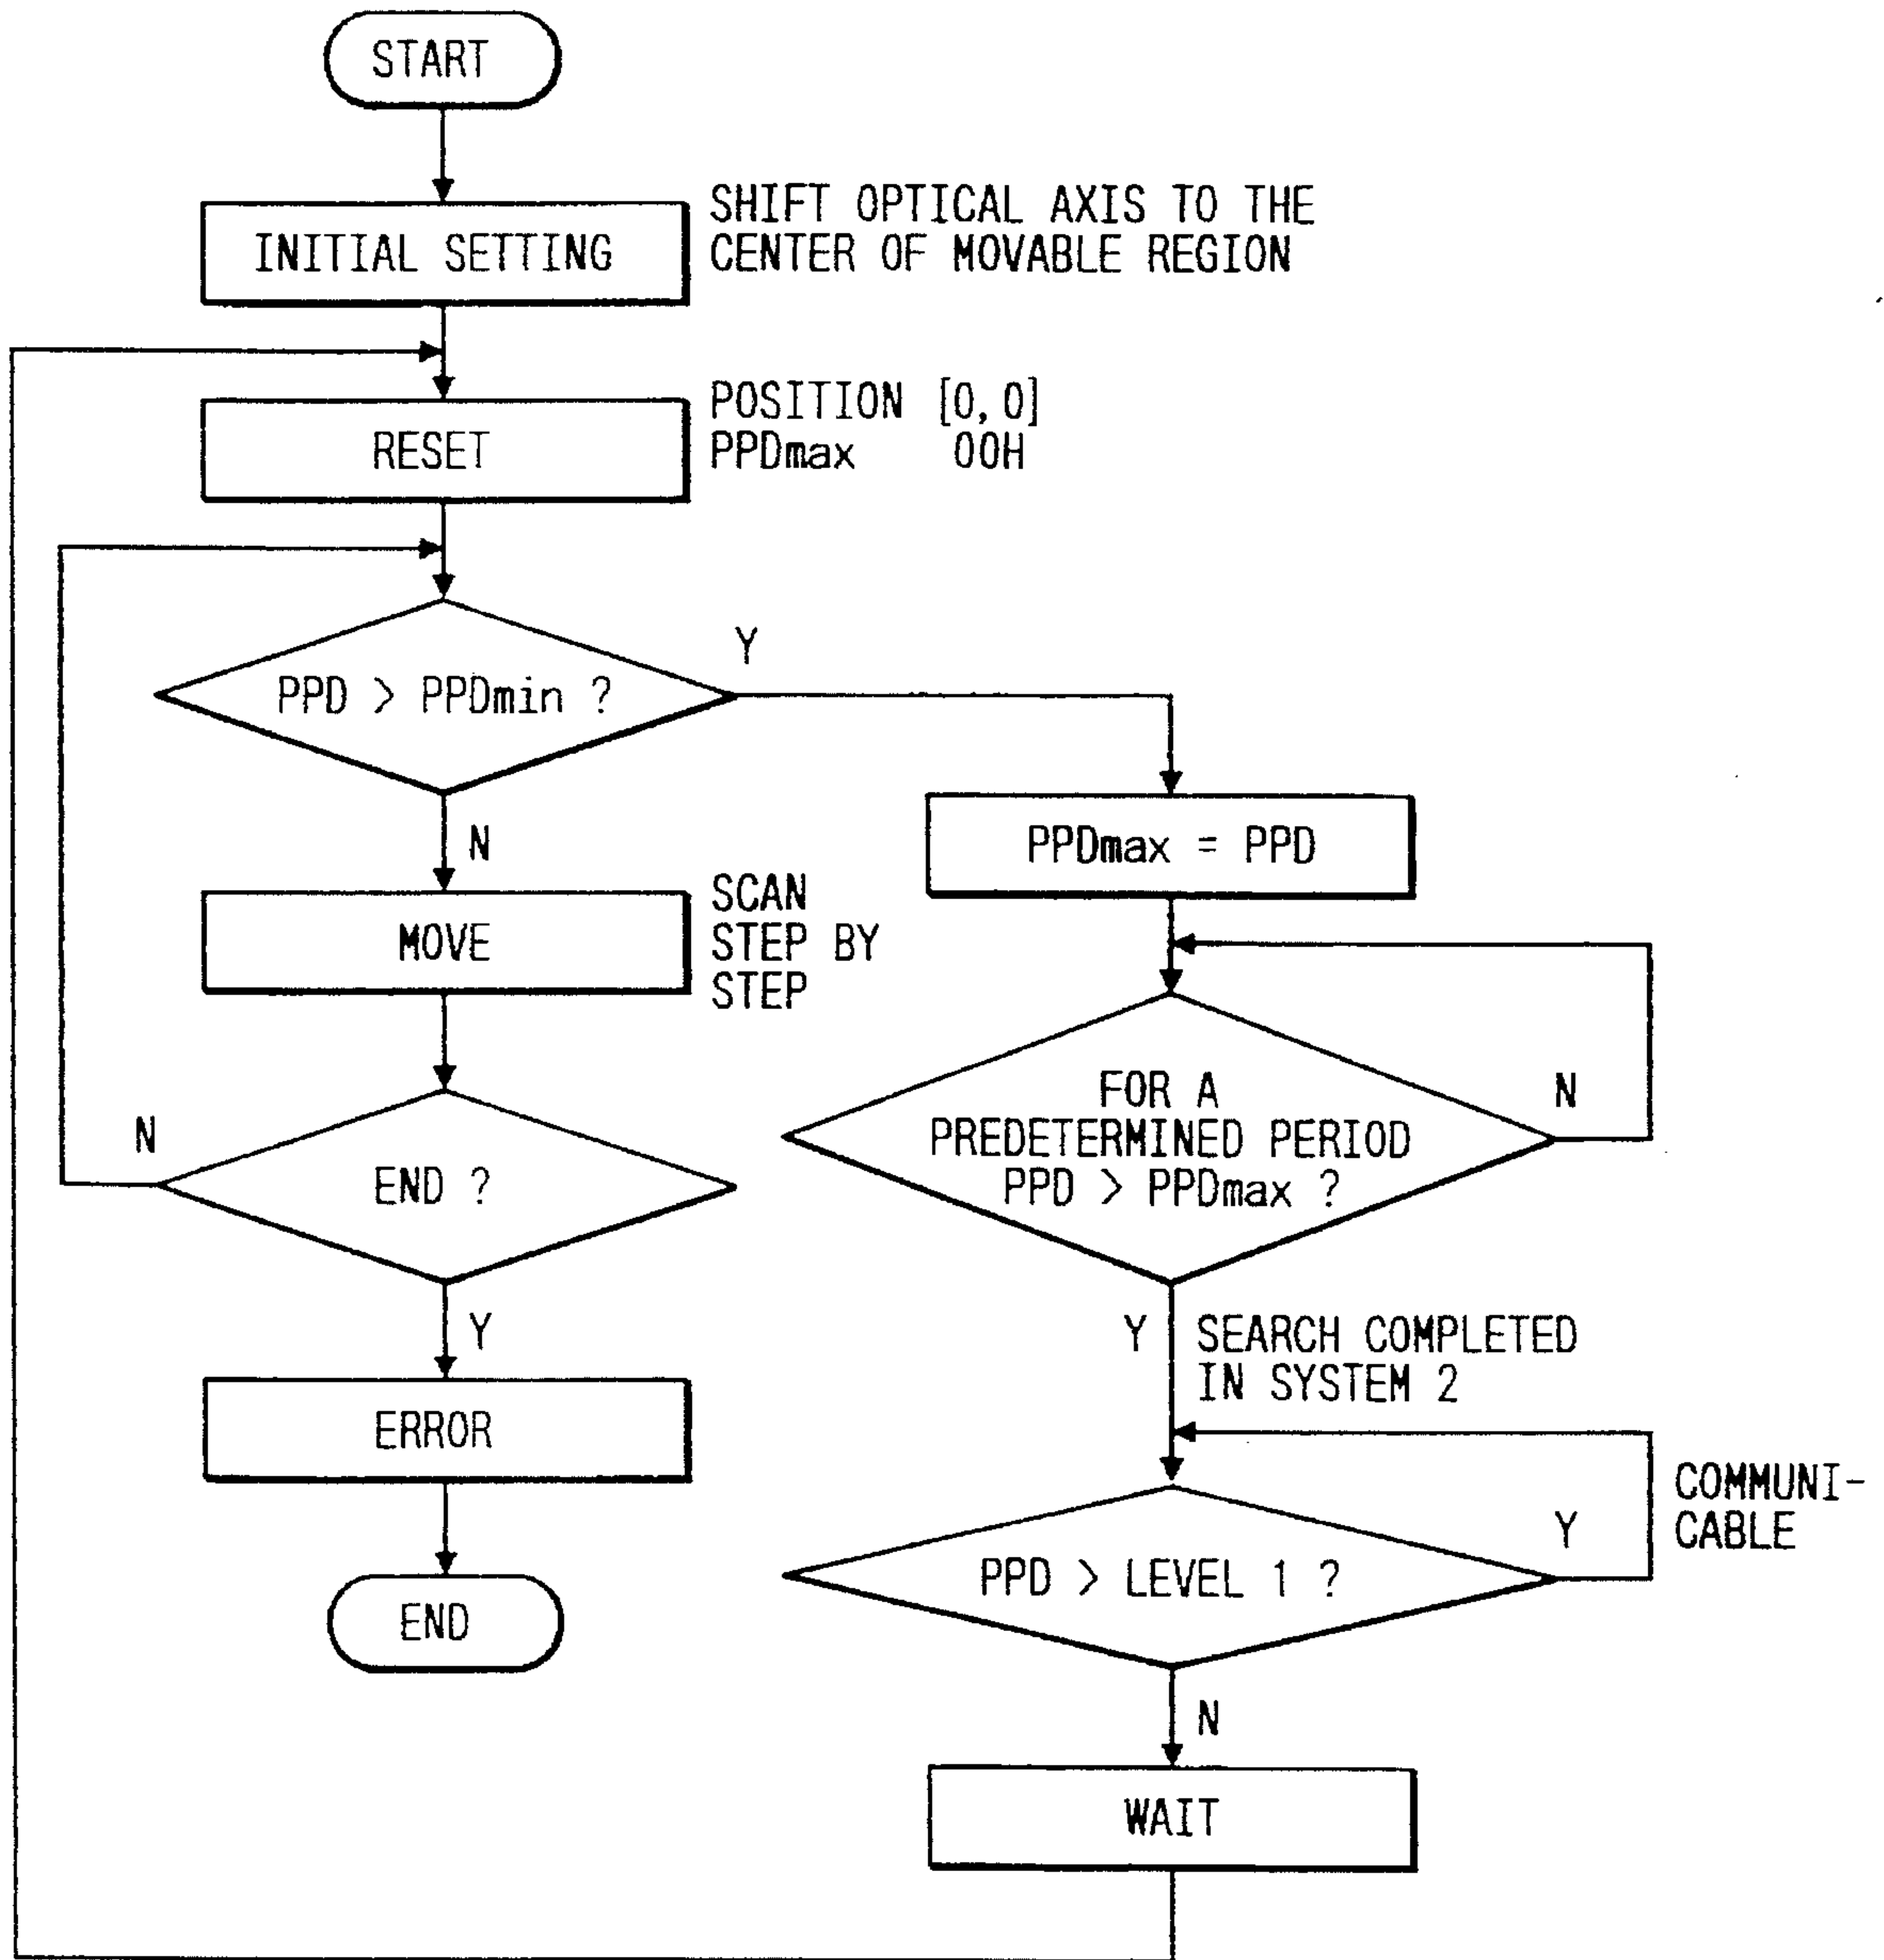 START
INITIAL SETTING
SHIFT OPTICAL AXIS TO THE
CENTER OF MOVABLE REGION
RESET
POSITION [0,0]
PPDmax 00H
PPD > PPDmin ?
Y
N
MOVE
SCAN
STEP BY
STEP
END ?
N
Y
ERROR
END
PPDmax = PPD
FOR A
PREDETERMINED PERIOD
PPD > PPDmax ?
N
Y
SEARCH COMPLETED
IN SYSTEM 2
PPD > LEVEL 1 ?
Y
COMMUNI-
CABLE
N
WAIT